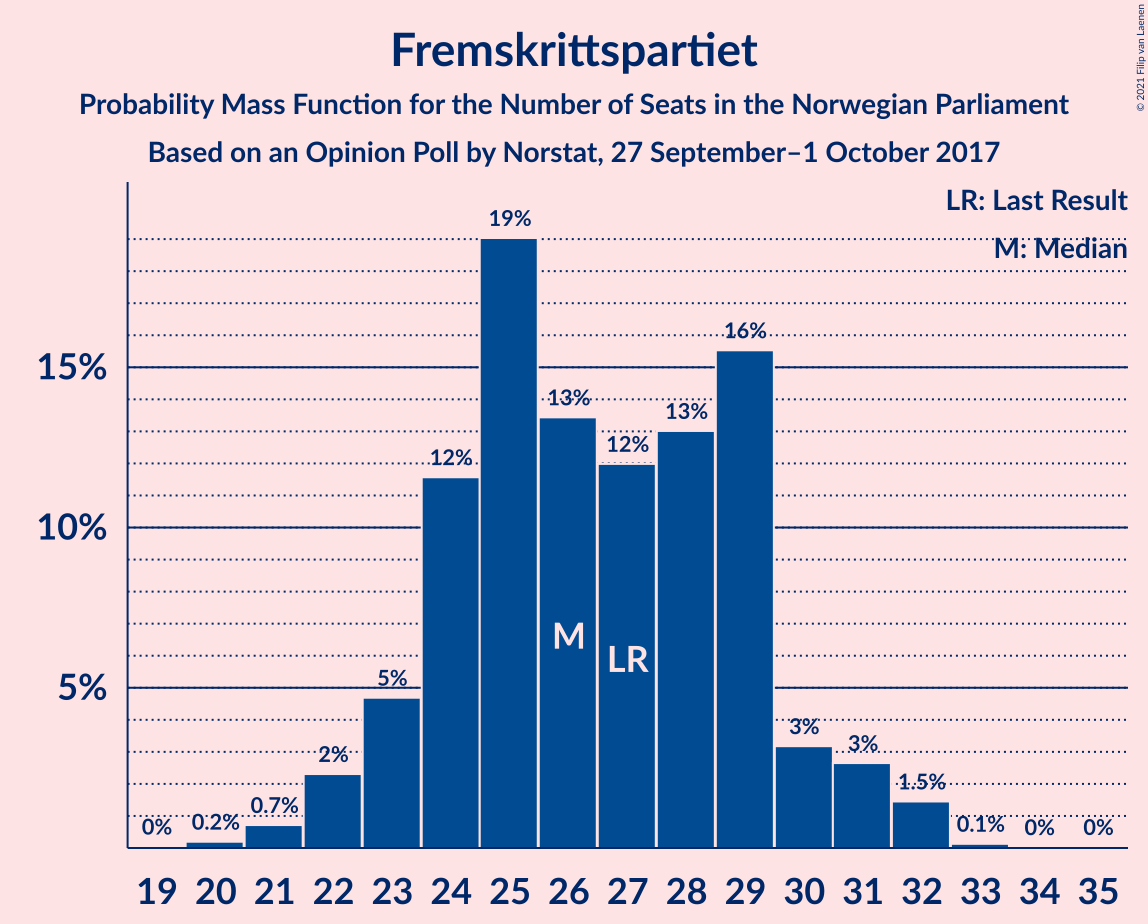 Fremskrittspartiet
Probability Mass Function for the Number of Seats in the Norwegian Parliament
Based on an Opinion Poll by Norstat, 27 September–1 October 2017
© 2021 Filip van Laenen
LR: Last Result
M: Median
15%
10%
5%
0%
0.2%
0.7%
2%
5%
12%
19%
13%
12%
13%
16%
3%
3%
1.5%
0.1%
0%
0%
M
LR
19 20 21 22 23 24 25 26 27 28 29 30 31 32 33 34 35